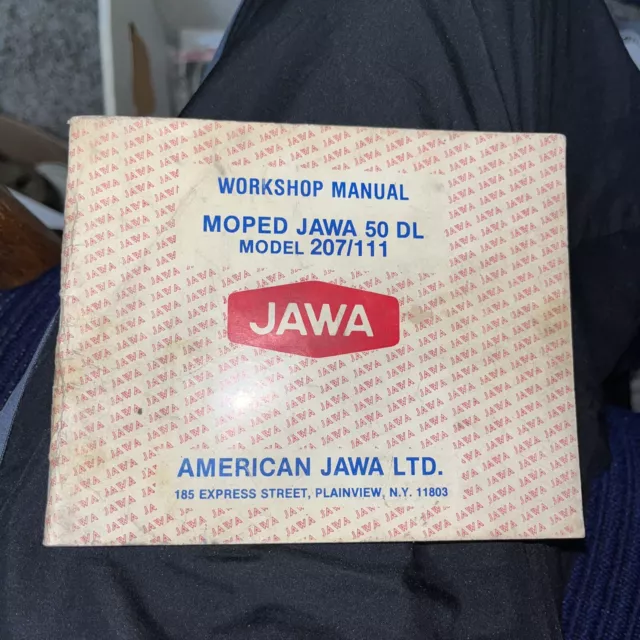 WORKSHOP MANUAL
MOPED JAWA 50 DL
MODEL 207/111
JAWA
AMERICAN JAWA LTD.
185 EXPRESS STREET, PLAINVIEW, N.Y. 11803